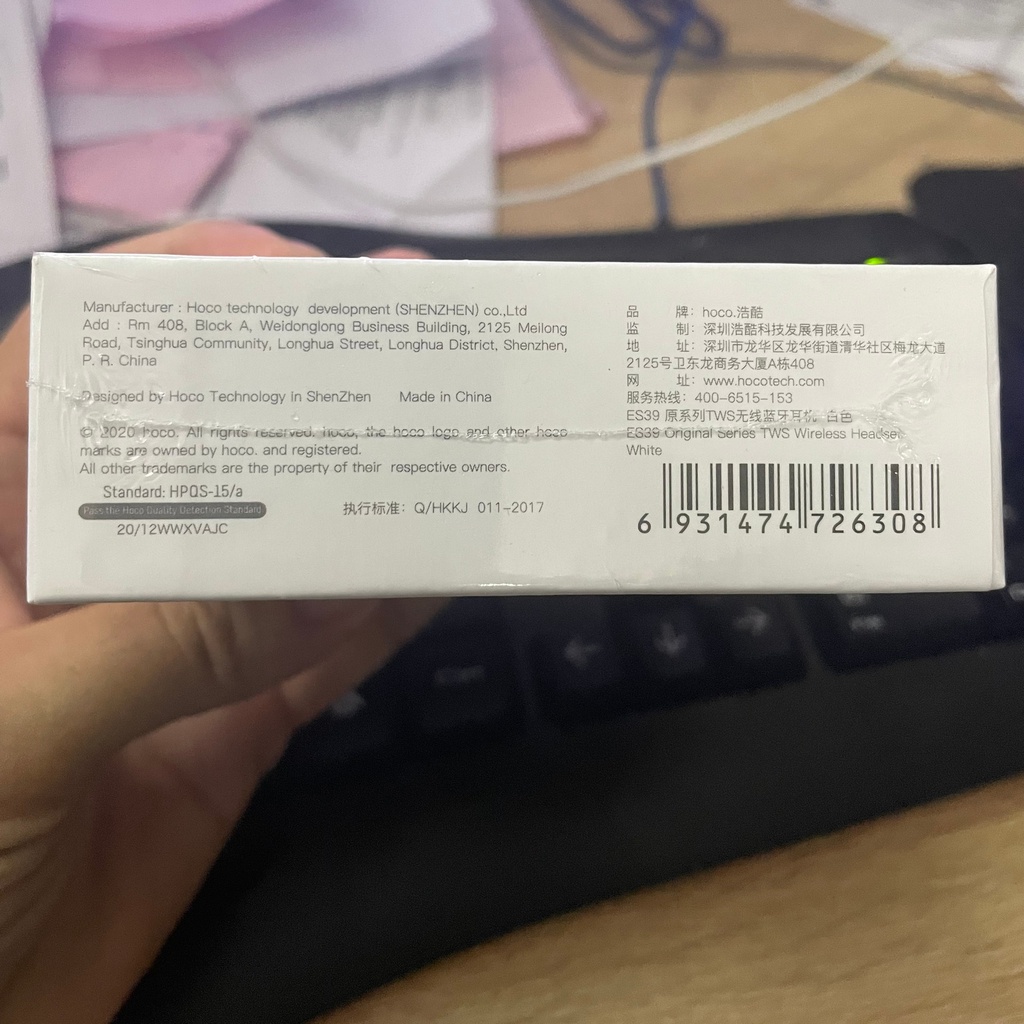 Manufacturer : Hoco technology development (SHENZHEN) co.,Ltd
Add : Rm 408, Block A, Weidonglong Business Building, 2125 Meilong
Road, Tsinghua Community, Longhua Street, Longhua District, Shenzhen,
P. R. China
Designed by Hoco Technology In ShenZhen Made in China
© 2020 hoco. All rights reserved. hoco, the hoco logo and other hoco
marks are owned by hoco. and registered.
All other trademarks are the property of their respective owners.
Standard: HPQS-15/a
Pass the Hoco Quality Detection Standard
20/12WWXVAJC
执行标准：Q/HKKJ 011-2017
品 牌：hoco.浩酷
监 制：深圳浩酷科技发展有限公司
地 址：深圳市龙华区龙华街道清华社区梅龙大道
2125号卫东龙商务大厦A栋408
网 址：www.hocotech.com
服务热线：400-6515-153
ES39 原系列TWS无线蓝牙耳机 白色
ES39 Original Series TWS Wireless Headset
White
6 931474 726308